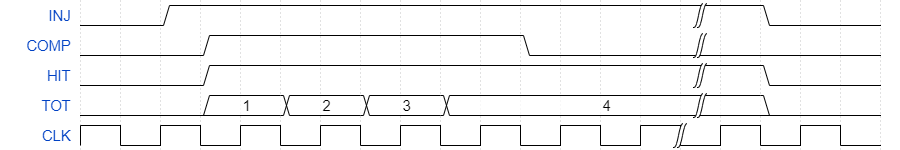 INJ
COMP
HIT
TOT 1 2 3 4
CLK